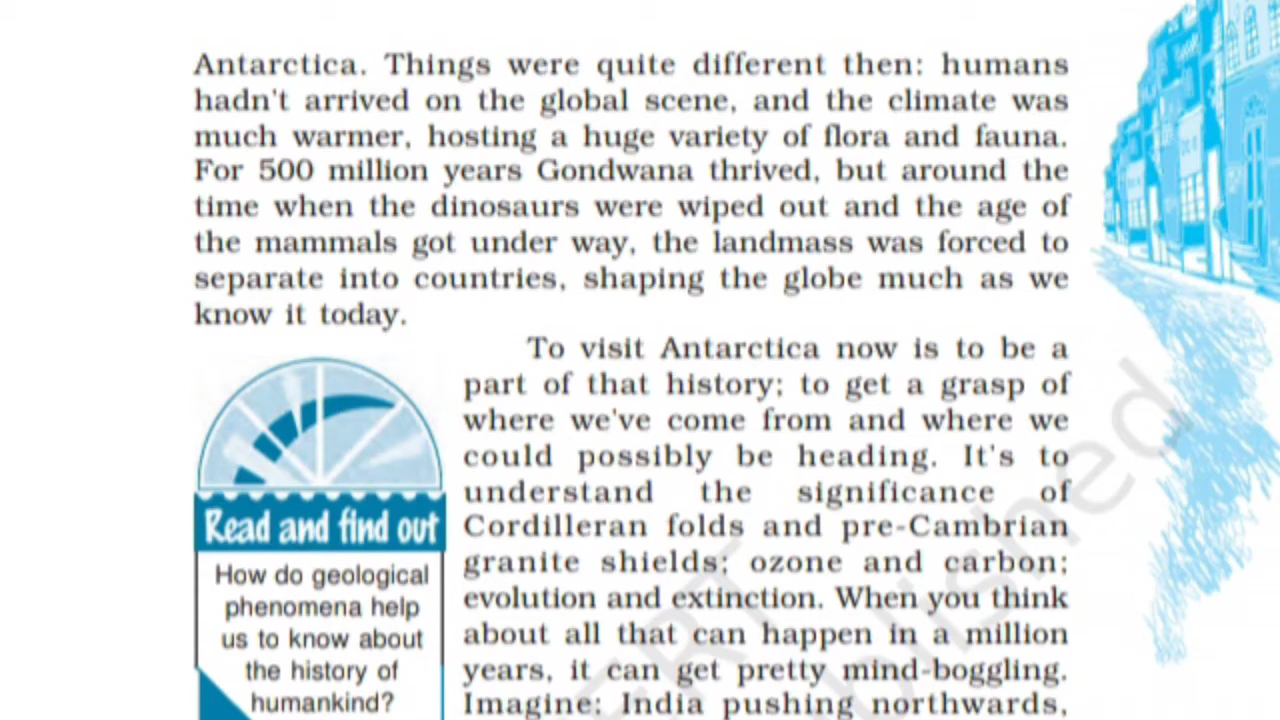 Antarctica. Things were quite different then: humans
hadn't arrived on the global scene, and the climate was
much warmer, hosting a huge variety of flora and fauna.
For 500 million years Gondwana thrived, but around the
time when the dinosaurs were wiped out and the age of
the mammals got under way, the landmass was forced to
separate into countries, shaping the globe much as we
know it today.
To visit Antarctica now is to be a
part of that history; to get a grasp of
where we've come from and where we
could possibly be heading. It's to
understand the significance of
Cordilleran folds and pre-Cambrian
granite shields; ozone and carbon;
evolution and extinction. When you think
about all that can happen in a million
years, it can get pretty mind-boggling.
Imagine: India pushing northwards,
Read and find out
How do geological
phenomena help
us to know about
the history of
humankind?